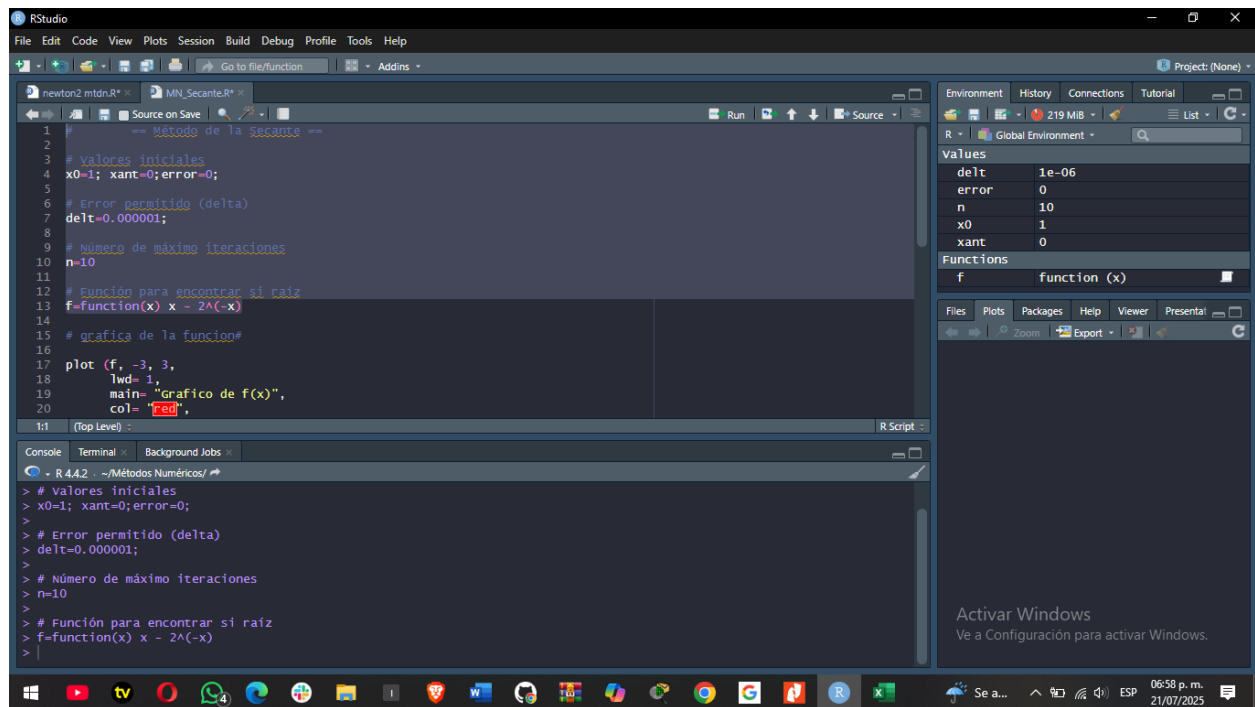 RStudio
File Edit Code View Plots Session Build Debug Profile Tools Help
Go to file/function Addins Project: (None)
newton2 mtdn.R* MN_Secante.R*
Source on Save Run Source
1 # == Método de la Secante ==
2
3 # Valores iniciales
4 x0=1; xant=0;error=0;
5
6 # Error permitido (delta)
7 delt=0.000001;
8
9 # Número de máximo iteraciones
10 n=10
11
12 # Función para encontrar si raíz
13 f=function(x) x - 2^(-x)
14
15 # grafica de la funcion#
16
17 plot (f, -3, 3,
18 lwd= 1,
19 main= "Grafico de f(x)",
20 col= "red",
1:1 (Top Level) R Script
Console Terminal Background Jobs
R 4.4.2 · ~/Métodos Numéricos/
> # Valores iniciales
> x0=1; xant=0;error=0;
>
> # Error permitido (delta)
> delt=0.000001;
>
> # Número de máximo iteraciones
> n=10
>
> # Función para encontrar si raíz
> f=function(x) x - 2^(-x)
>
Environment History Connections Tutorial
219 MiB List
R Global Environment
Values
delt 1e-06
error 0
n 10
x0 1
xant 0
Functions
f function (x)
Files Plots Packages Help Viewer Presentat
Zoom Export
Activar Windows
Ve a Configuración para activar Windows.
tv 4 W G R X Se a... ESP 06:58 p. m.
21/07/2025